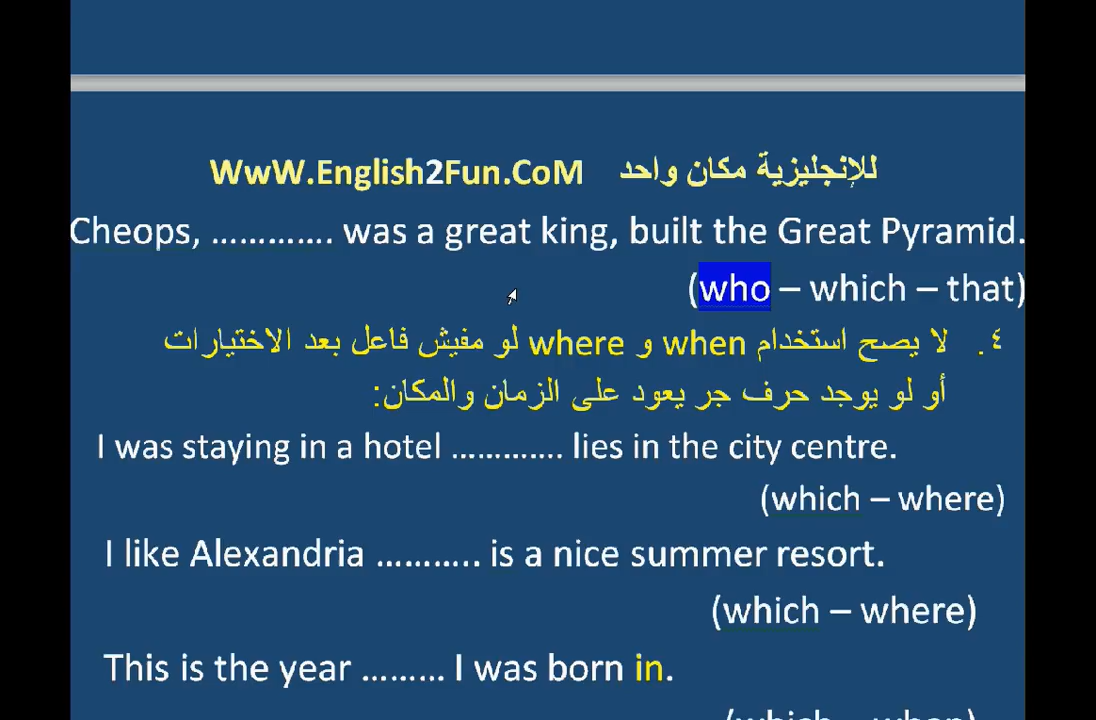 WwW.English2Fun.CoM للإنجليزية مكان واحد
Cheops, …………. was a great king, built the Great Pyramid.
(who – which – that)
٤. لا يصح استخدام when و where لو مفيش فاعل بعد الاختيارات
أو لو يوجد حرف جر يعود على الزمان والمكان:
I was staying in a hotel …………. lies in the city centre.
(which – where)
I like Alexandria ……….. is a nice summer resort.
(which – where)
This is the year ……… I was born in.
(which – when)